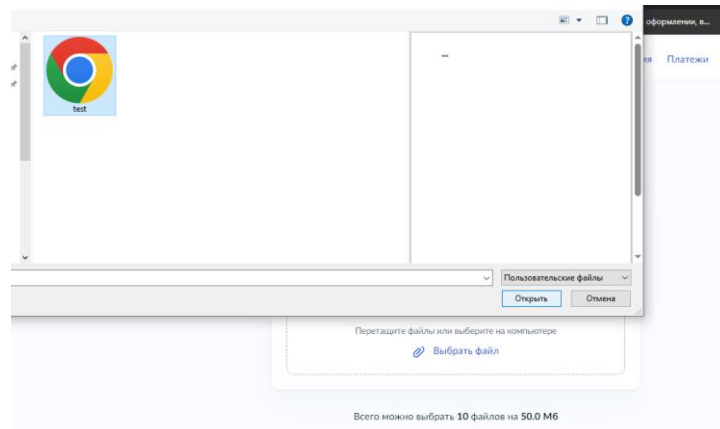 оформлении, в...
ия Платежи
test
Пользовательские файлы
Открыть Отмена
Перетащите файлы или выберите на компьютере
Выбрать файл
Всего можно выбрать 10 файлов на 50.0 Мб